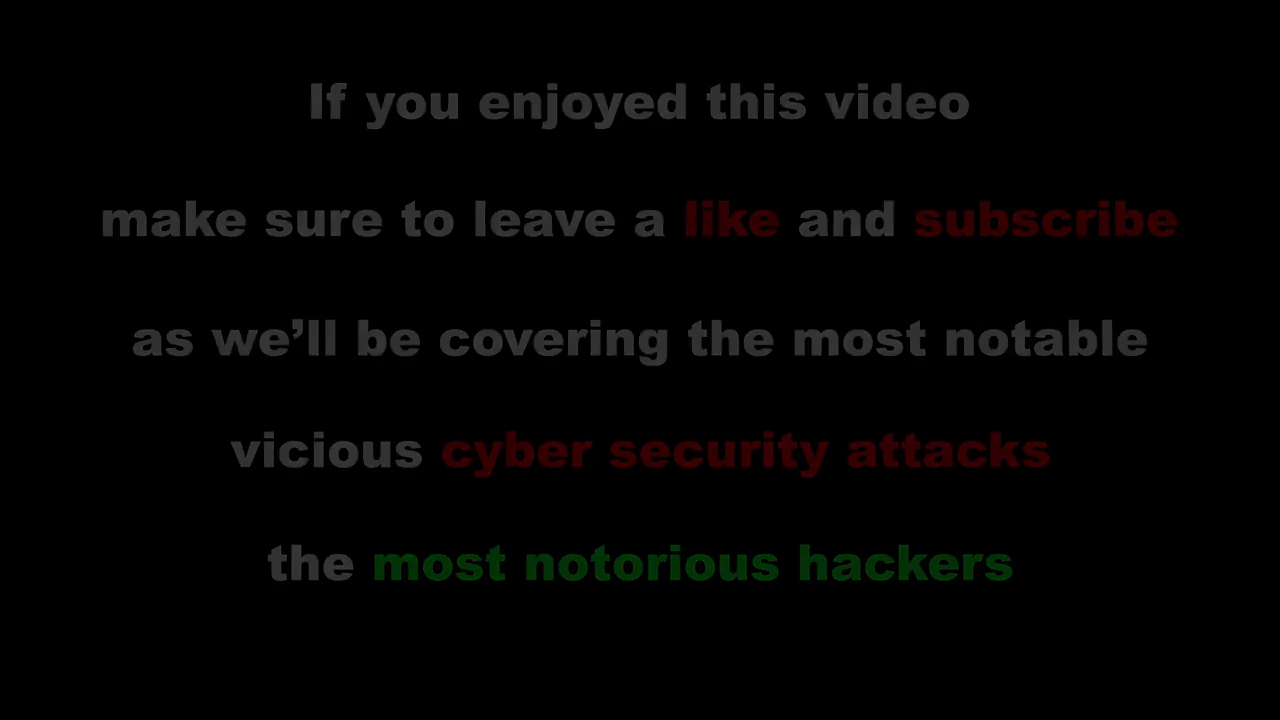 If you enjoyed this video
make sure to leave a like and subscribe
as we’ll be covering the most notable
vicious cyber security attacks
the most notorious hackers